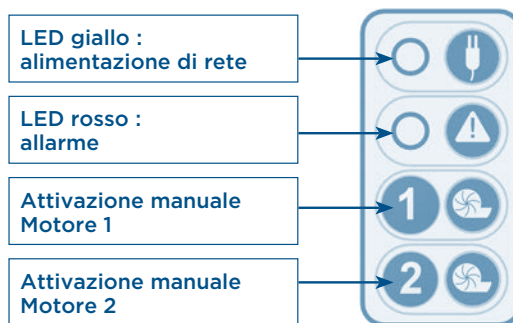 LED giallo :
alimentazione di rete
LED rosso :
allarme
Attivazione manuale
Motore 1
1
Attivazione manuale
Motore 2
2